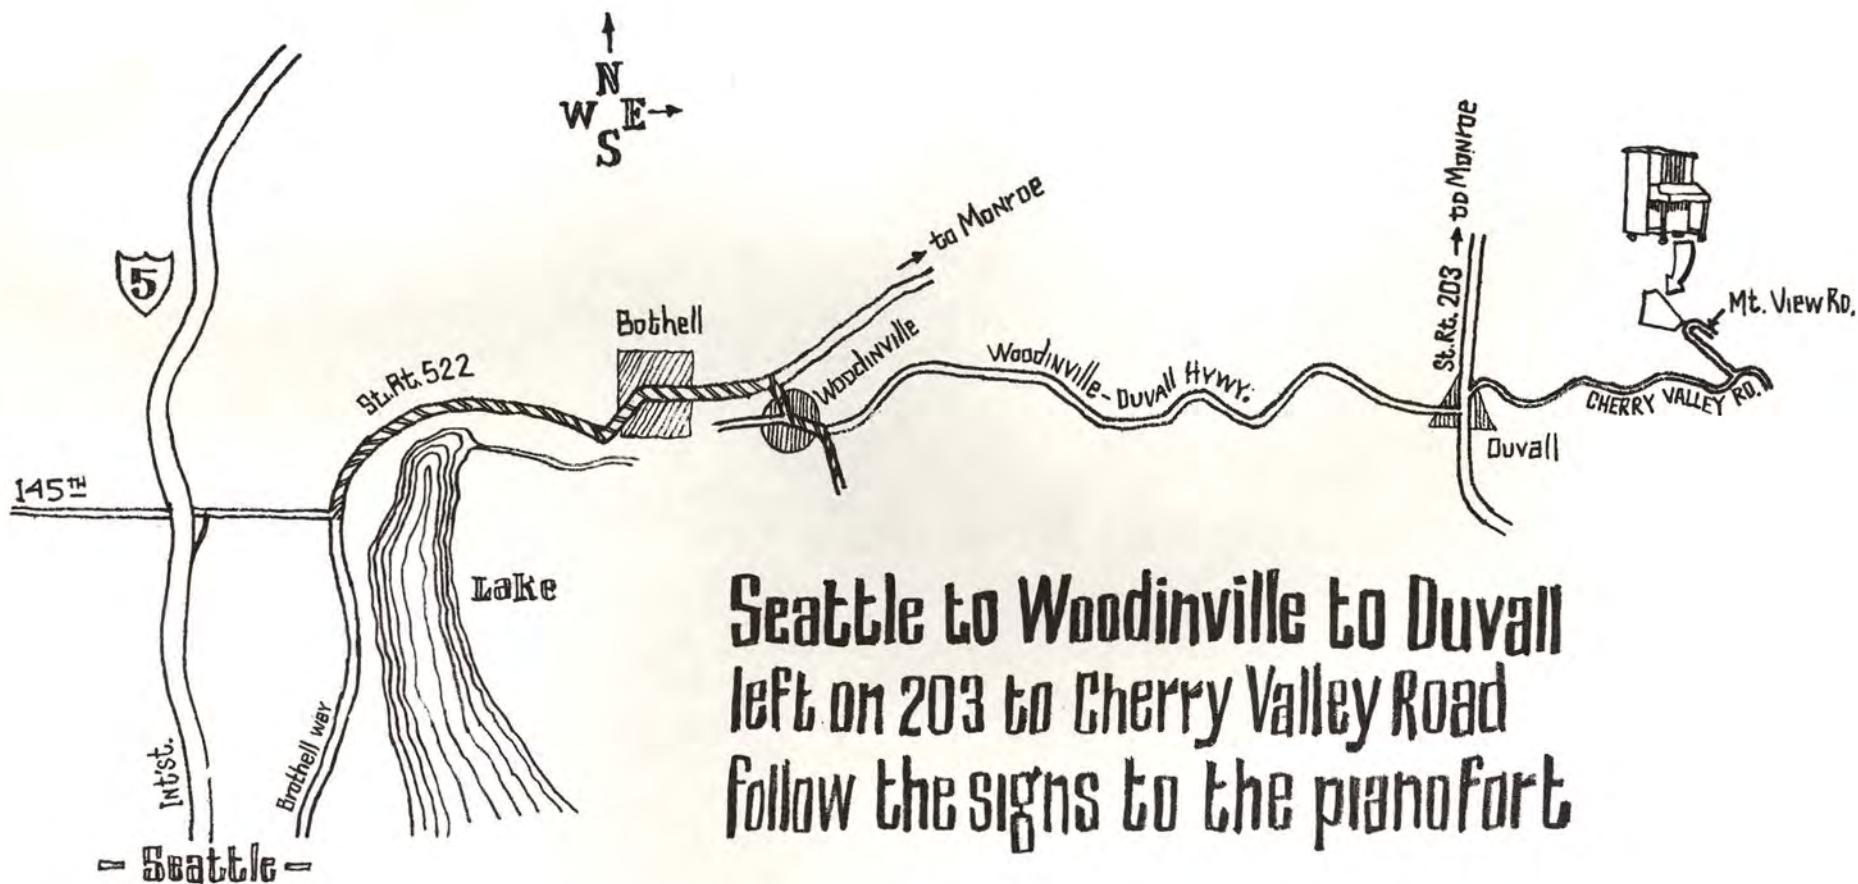 N
W E
S
to Monroe
to Monroe
St. Rt. 203
5
Bothell
Mt. View RD.
Woodinville
St. Rt. 522
Woodinville - Duvall HYWY.
CHERRY VALLEY RD.
Duvall
145TH
Lake
Seattle to Woodinville to Duvall
left on 203 to Cherry Valley Road
follow the signs to the pianofort
Int'st.
Brothell way
- Seattle -